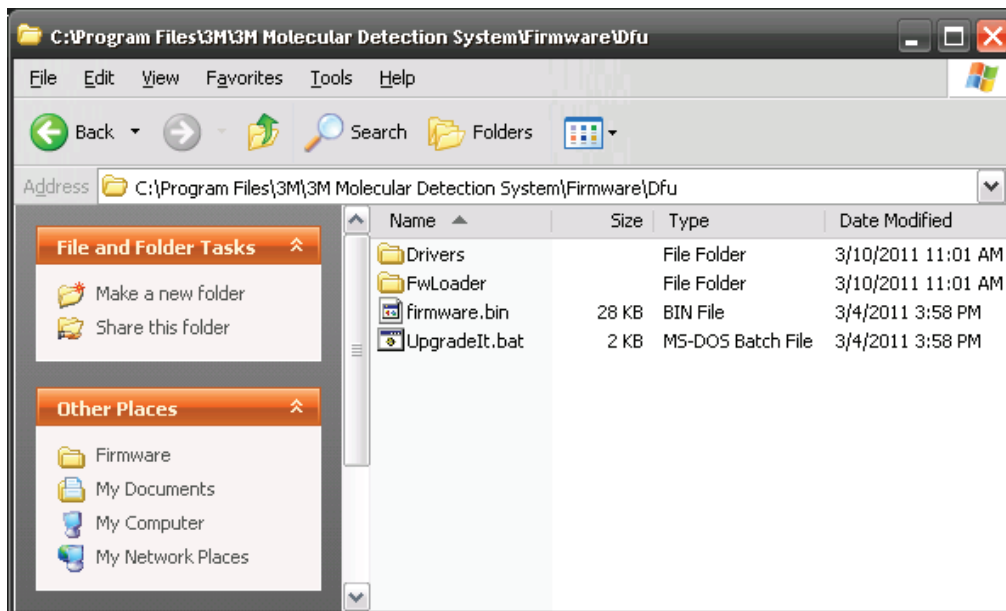 C:\Program Files\3M\3M Molecular Detection System\Firmware\Dfu
File Edit View Favorites Tools Help
Back Search Folders
Address C:\Program Files\3M\3M Molecular Detection System\Firmware\Dfu
File and Folder Tasks
Make a new folder
Share this folder
Other Places
Firmware
My Documents
My Computer
My Network Places
Name Size Type Date Modified
Drivers File Folder 3/10/2011 11:01 AM
FwLoader File Folder 3/10/2011 11:01 AM
firmware.bin 28 KB BIN File 3/4/2011 3:58 PM
UpgradeIt.bat 2 KB MS-DOS Batch File 3/4/2011 3:58 PM